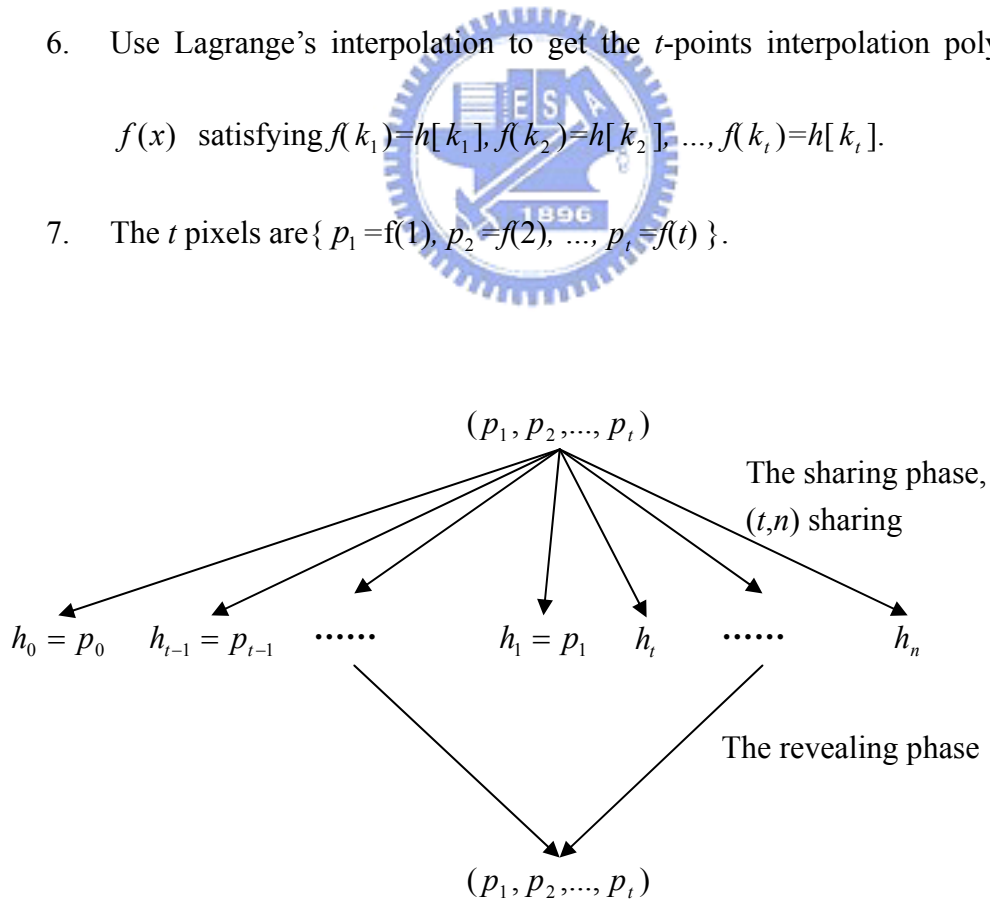 6. Use Lagrange's interpolation to get the t-points interpolation poly
f(x) satisfying f(k₁)=h[k₁], f(k₂)=h[k₂], ..., f(kₜ)=h[kₜ].
7. The t pixels are{ p₁=f(1), p₂=f(2), ..., pₜ=f(t) }.
ES A
1896
(p₁, p₂,..., pₜ)
The sharing phase,
(t,n) sharing
h₀ = p₀ hₜ₋₁ = pₜ₋₁ ...... h₁ = p₁ hₜ ...... hₙ
The revealing phase
(p₁, p₂,..., pₜ)